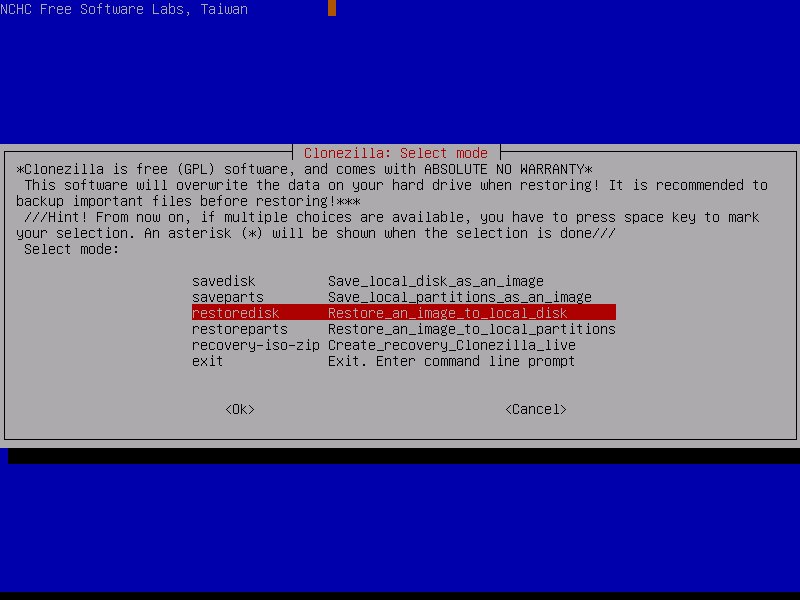 NCHC Free Software Labs, Taiwan
Clonezilla: Select mode
*Clonezilla is free (GPL) software, and comes with ABSOLUTE NO WARRANTY*
This software will overwrite the data on your hard drive when restoring! It is recommended to
backup important files before restoring!***
///Hint! From now on, if multiple choices are available, you have to press space key to mark
your selection. An asterisk (*) will be shown when the selection is done///
Select mode:
savedisk Save_local_disk_as_an_image
saveparts Save_local_partitions_as_an_image
restoredisk Restore_an_image_to_local_disk
restoreparts Restore_an_image_to_local_partitions
recovery-iso-zip Create_recovery_Clonezilla_live
exit Exit. Enter command line prompt
<Ok> <Cancel>